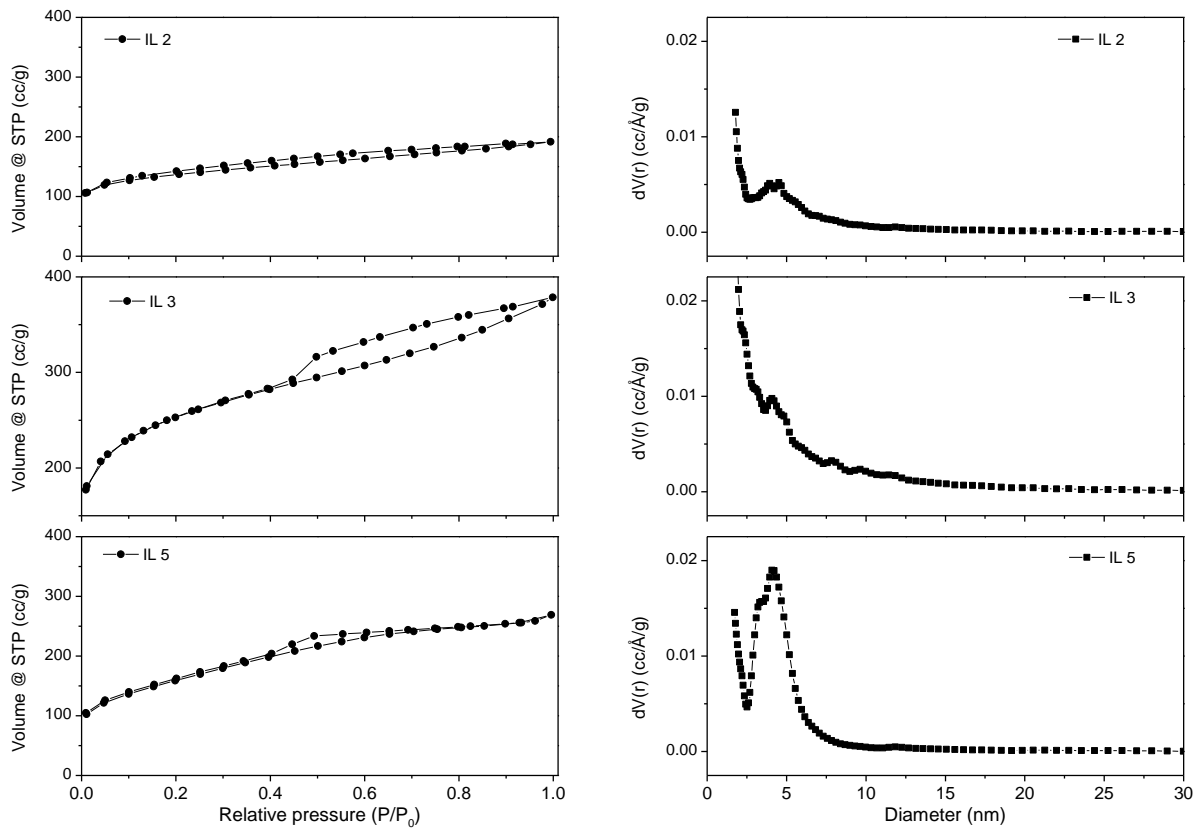 400
300
200
100
0
Volume @ STP (cc/g)
IL 2
0.02
0.01
0.00
dV(r) (cc/Å/g)
IL 2
400
300
200
Volume @ STP (cc/g)
IL 3
0.02
0.01
0.00
dV(r) (cc/Å/g)
IL 3
400
300
200
100
0
Volume @ STP (cc/g)
IL 5
0.0 0.2 0.4 0.6 0.8 1.0
Relative pressure (P/P0)
0.02
0.01
0.00
dV(r) (cc/Å/g)
IL 5
0 5 10 15 20 25 30
Diameter (nm)